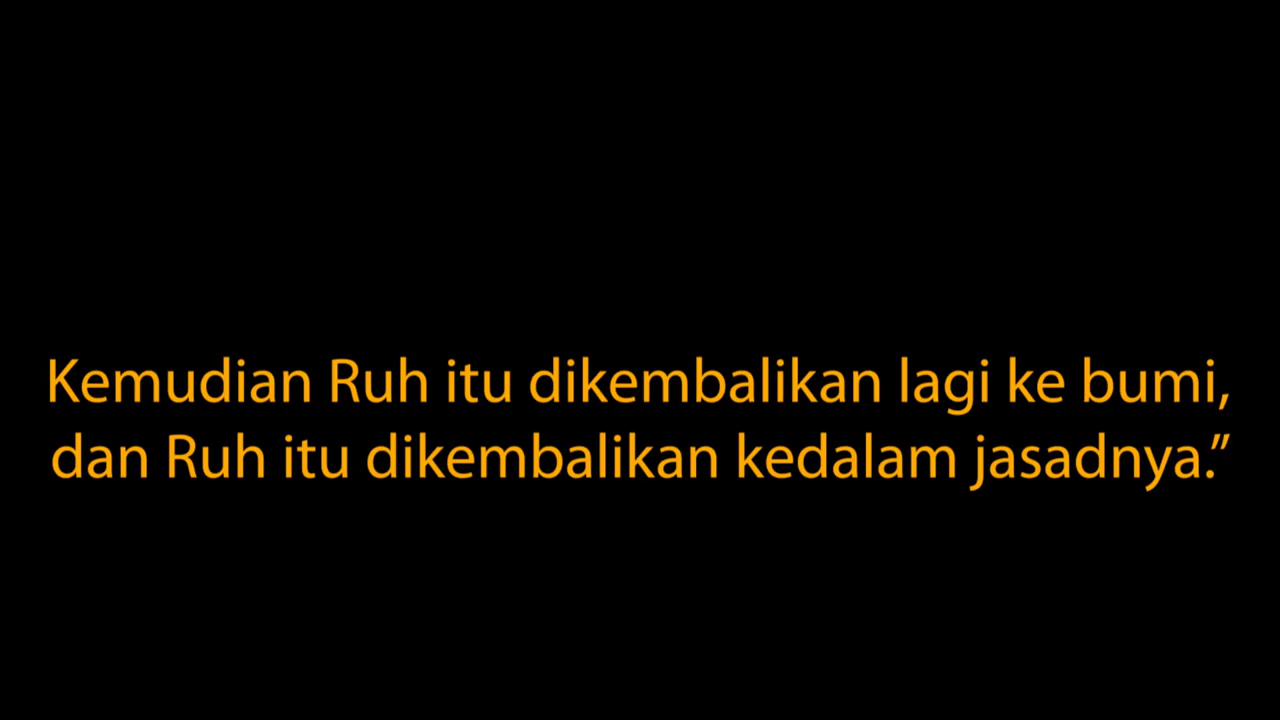 Kemudian Ruh itu dikembalikan lagi ke bumi,
dan Ruh itu dikembalikan kedalam jasadnya.”